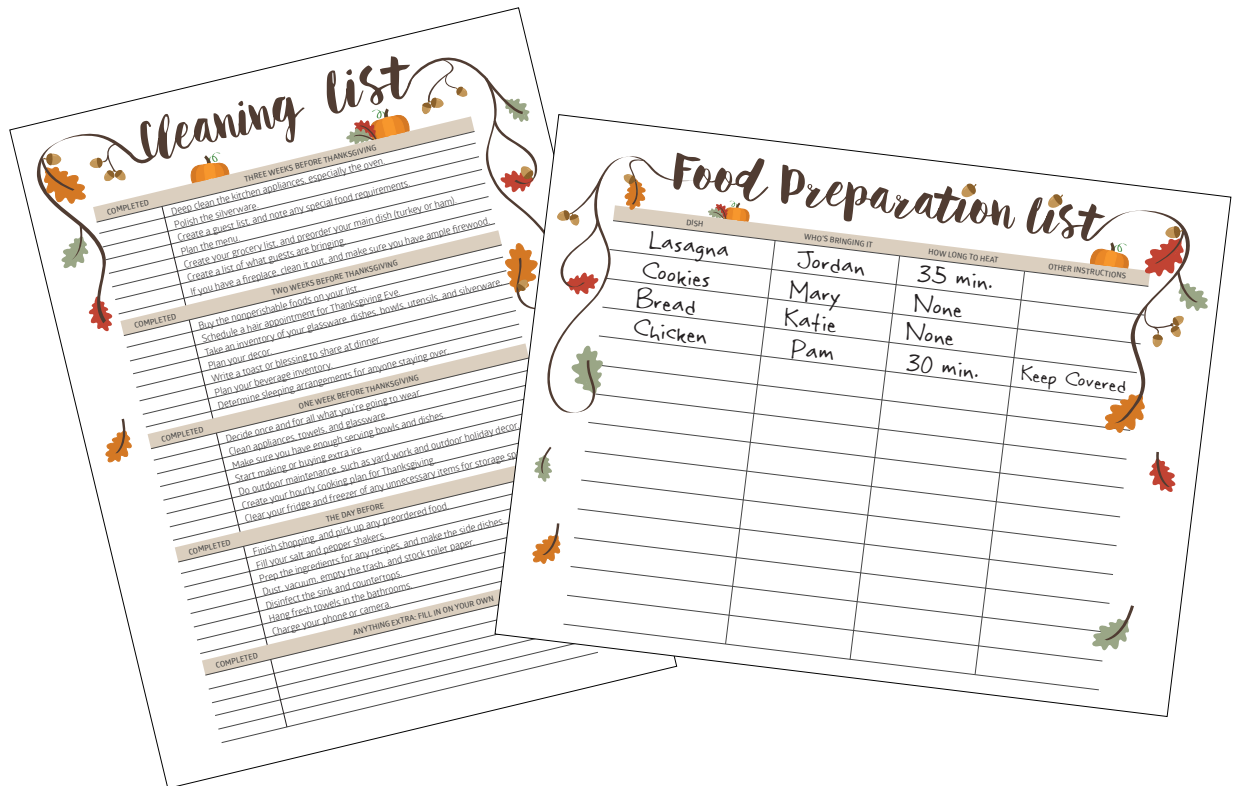 Cleaning list
COMPLETED THREE WEEKS BEFORE THANKSGIVING
Deep clean the kitchen appliances, especially the oven.
Polish the silverware.
Create a guest list, and note any special food requirements.
Plan the menu.
Create your grocery list, and preorder your main dish (turkey or ham).
Create a list of what guests are bringing.
If you have a fireplace, clean it out, and make sure you have ample firewood.
COMPLETED TWO WEEKS BEFORE THANKSGIVING
Buy the nonperishable foods on your list.
Schedule a hair appointment for Thanksgiving Eve.
Take an inventory of your glassware, dishes, bowls, utensils, and silverware.
Plan your decor.
Write a toast or blessing to share at dinner.
Plan your beverage inventory.
Determine sleeping arrangements for anyone staying over.
COMPLETED ONE WEEK BEFORE THANKSGIVING
Decide once and for all what you're going to wear.
Clean appliances, towels, and glassware.
Make sure you have enough serving bowls and dishes.
Start making or buying extra ice.
Do outdoor maintenance, such as yard work and outdoor holiday decor
Create your hourly cooking plan for Thanksgiving.
Clear your fridge and freezer of any unnecessary items for storage sp
COMPLETED THE DAY BEFORE
Finish shopping, and pick up any preordered food.
Fill your salt and pepper shakers.
Prep the ingredients for any recipes, and make the side dishes.
Dust, vacuum, empty the trash, and stock toilet paper.
Disinfect the sink and countertops.
Hang fresh towels in the bathrooms.
Charge your phone or camera.
COMPLETED ANYTHING EXTRA: FILL IN ON YOUR OWN
Food Preparation list
DISH WHO'S BRINGING IT HOW LONG TO HEAT OTHER INSTRUCTIONS
Lasagna Jordan 35 min.
Cookies Mary None
Bread Katie None
Chicken Pam 30 min. Keep Covered